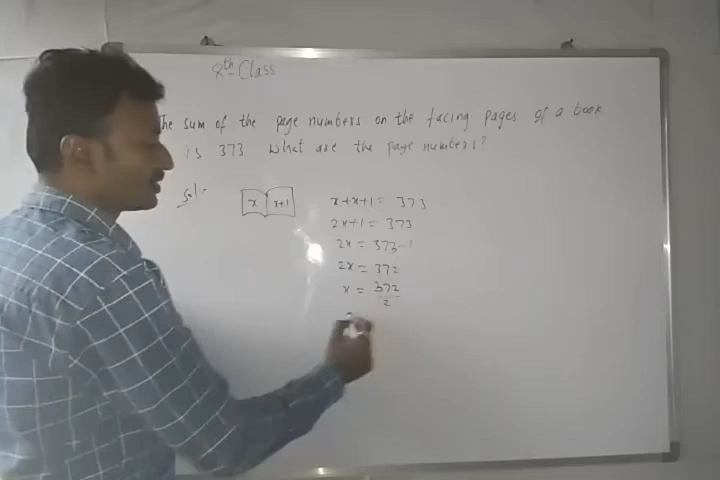 8th Class
The sum of the page numbers on the facing pages of a book
is 373 What are the page numbers?
Sol:-
x x+1
x+x+1 = 373
2x+1 = 373
2x = 373-1
2x = 372
x = 372/2